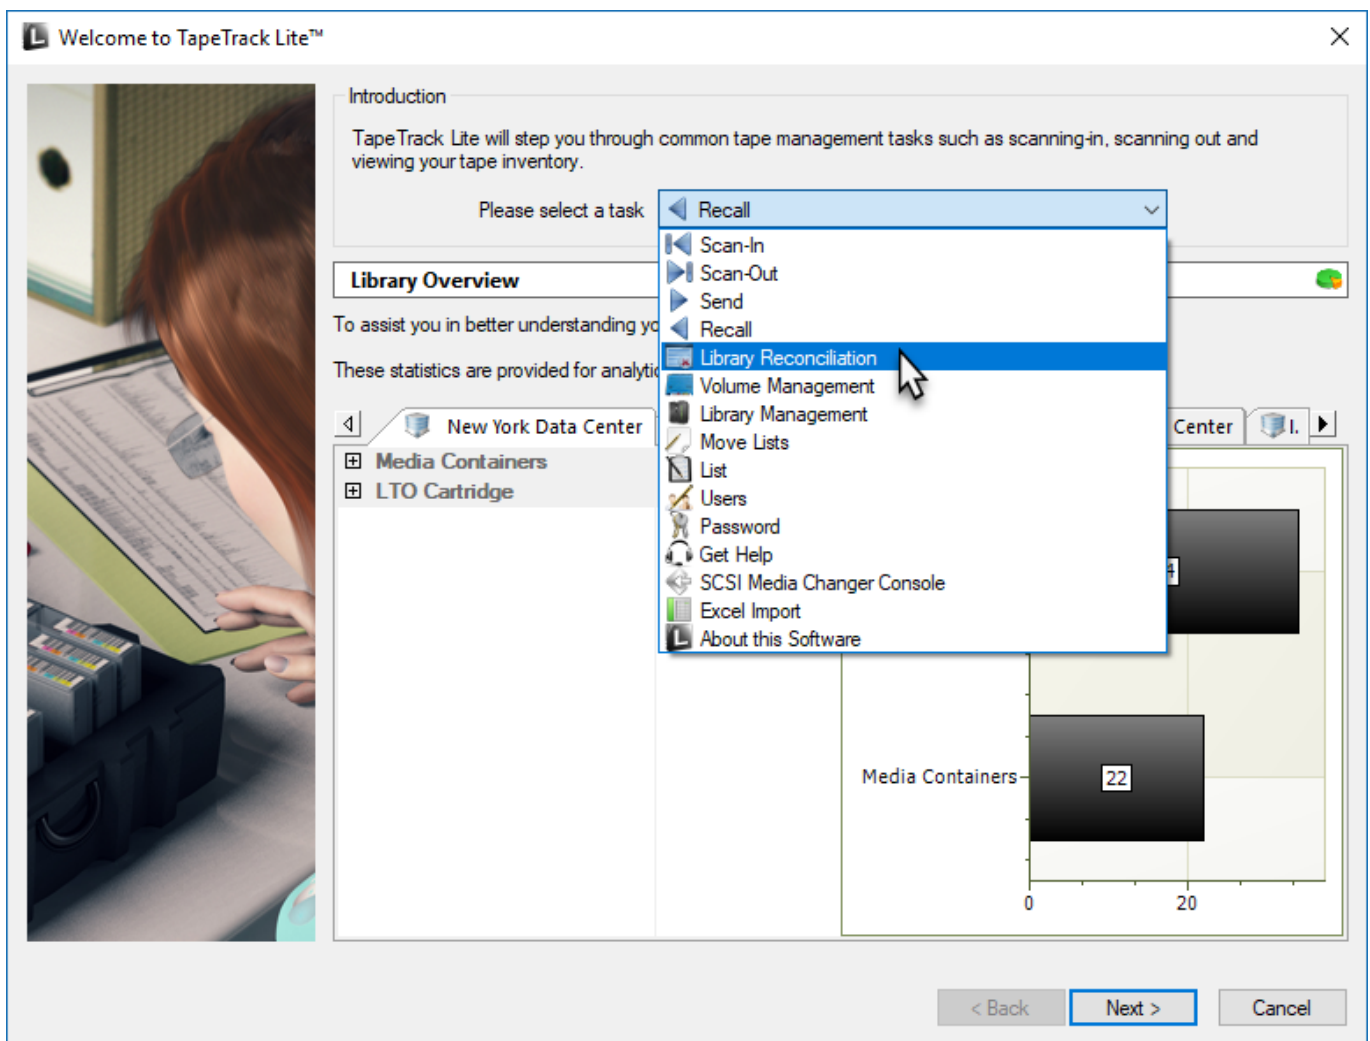 Welcome to TapeTrack Lite™
Introduction
TapeTrack Lite will step you through common tape management tasks such as scanning-in, scanning out and
viewing your tape inventory.
Please select a task
Recall
Scan-In
Scan-Out
Send
Recall
Library Reconciliation
Volume Management
Library Management
Move Lists
List
Users
Password
Get Help
SCSI Media Changer Console
Excel Import
About this Software
Library Overview
To assist you in better understanding
These statistics are provided for
New York Data Center
Center
Media Containers
LTO Cartridge
Media Containers
22
0
20
< Back
Next >
Cancel